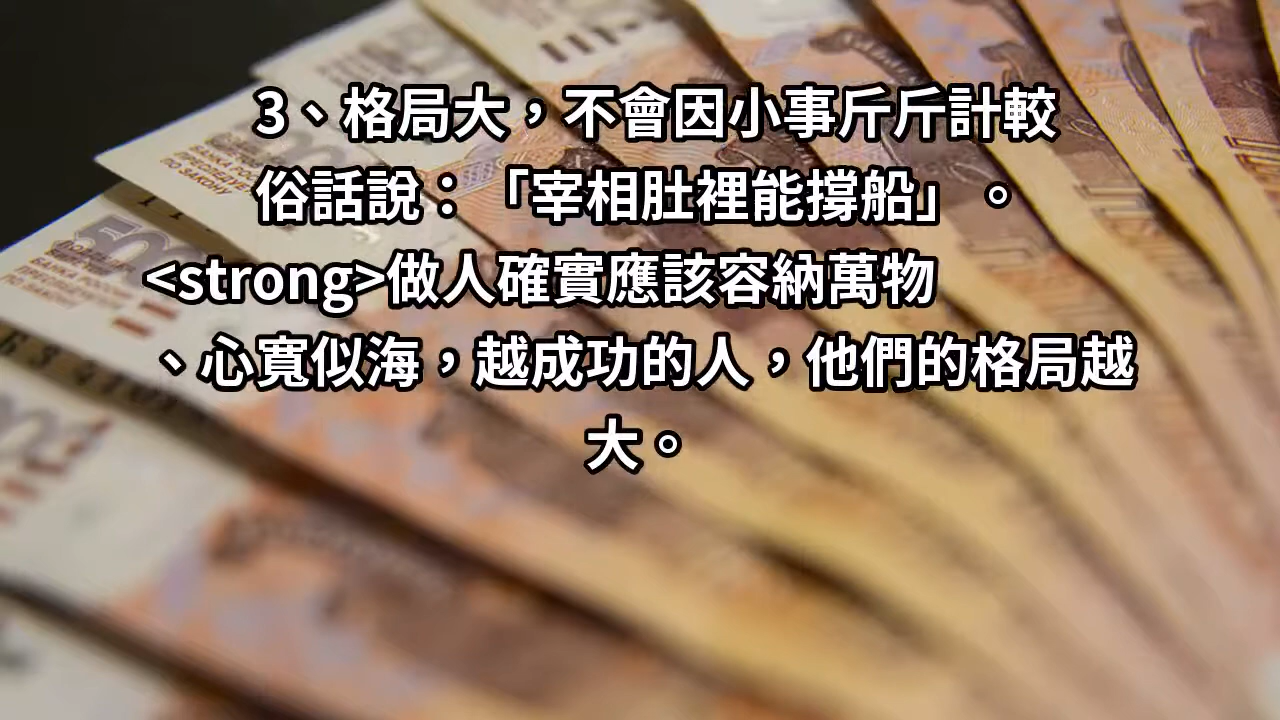 3、格局大，不會因小事斤斤計較
俗話說：「宰相肚裡能撐船」。
<strong>做人確實應該容納萬物
、心寬似海，越成功的人，他們的格局越
大。